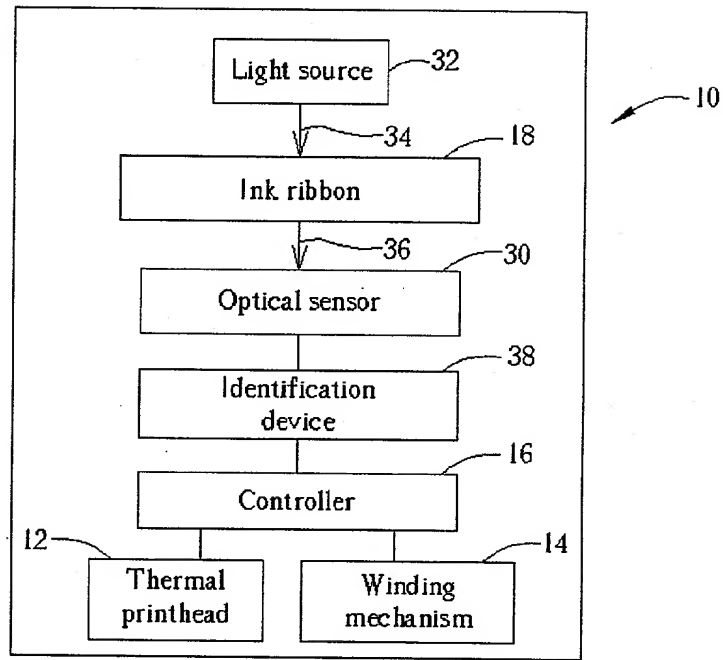 Light source
32
10
34
18
Ink ribbon
36
30
Optical sensor
38
Identification
device
16
Controller
12
14
Thermal
printhead
Winding
mechanism